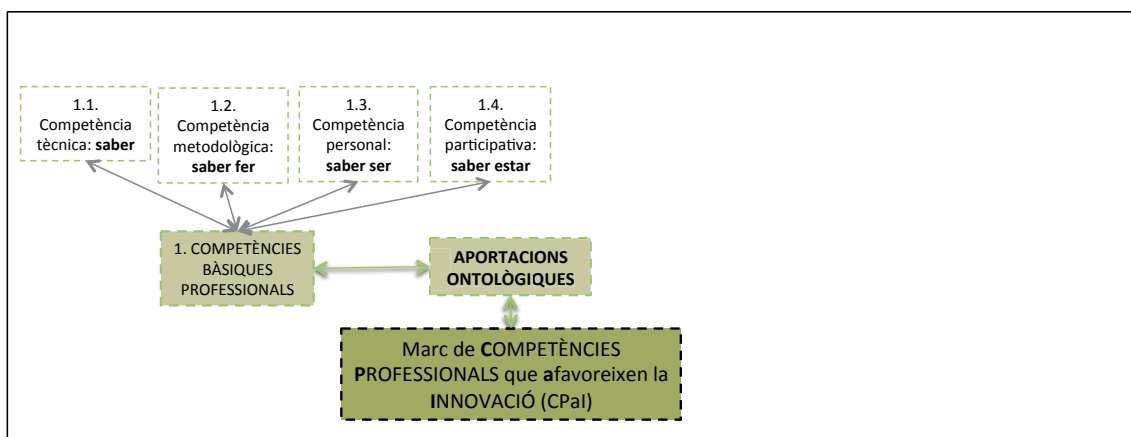 1.1.
Competència
tècnica: saber
1.2.
Competència
metodològica:
saber fer
1.3
Competència
personal:
saber ser
1.4.
Competència
participativa:
saber estar
1. COMPETÈNCIES
BÀSIQUES
PROFESSIONALS
APORTACIONS
ONTOLÒGIQUES
Marc de COMPETÈNCIES
PROFESSIONALS que afavoreixen la
INNOVACIÓ (CPaI)